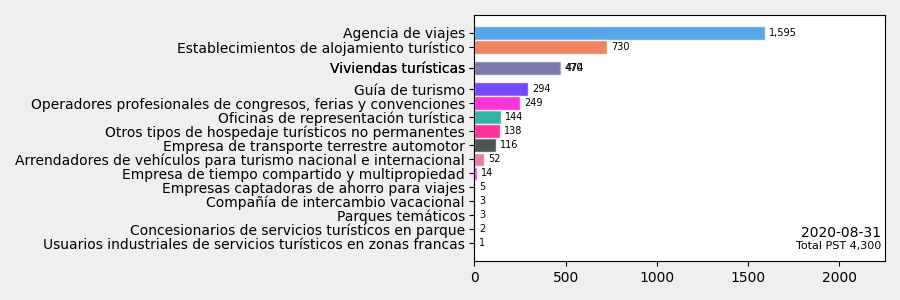 Agencia de viajes 1,595
Establecimientos de alojamiento turístico 730
Viviendas turísticas
Guía de turismo 294
Operadores profesionales de congresos, ferias y convenciones 249
Oficinas de representación turística 144
Otros tipos de hospedaje turísticos no permanentes 138
Empresa de transporte terrestre automotor 116
Arrendadores de vehículos para turismo nacional e internacional 52
Empresa de tiempo compartido y multipropiedad 14
Empresas captadoras de ahorro para viajes 5
Compañía de intercambio vacacional 3
Parques temáticos 3
Concesionarios de servicios turísticos en parque 2
Usuarios industriales de servicios turísticos en zonas francas 1
2020-08-31
Total PST 4,300
0 500 1000 1500 2000